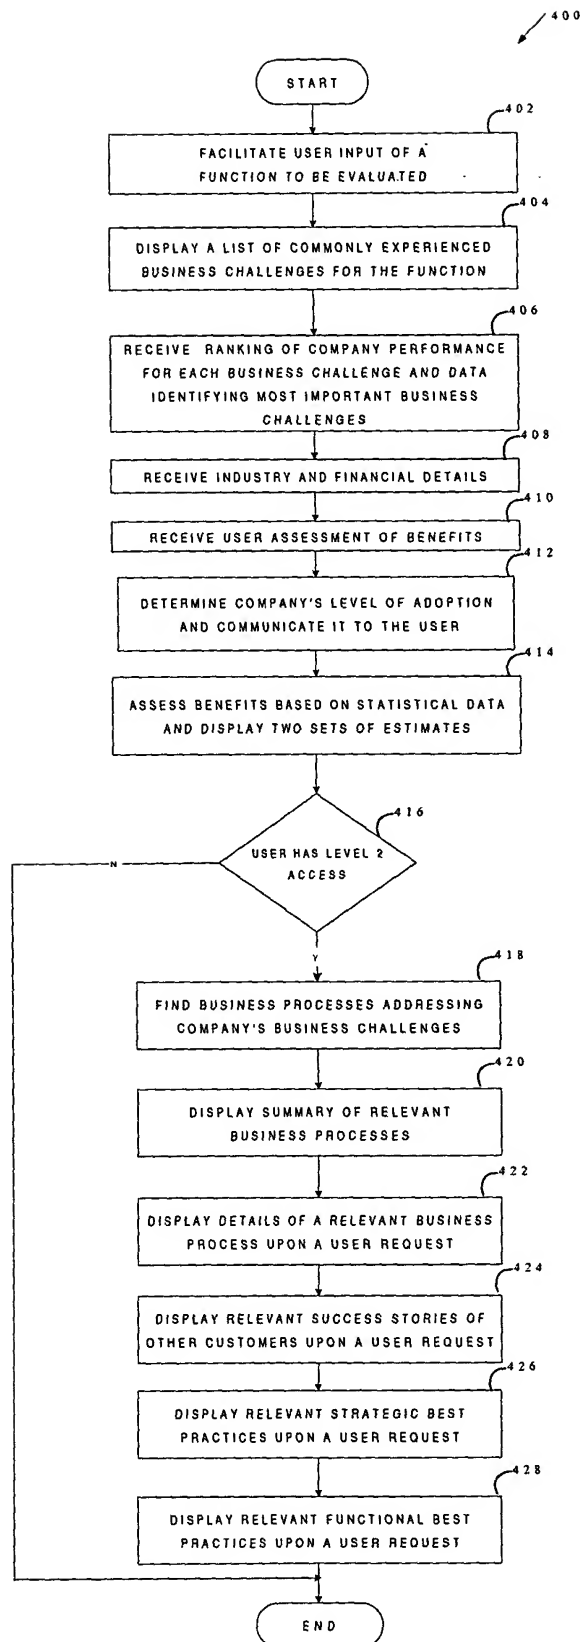 400
START
402
FACILITATE USER INPUT OF A
FUNCTION TO BE EVALUATED
404
DISPLAY A LIST OF COMMONLY EXPERIENCED
BUSINESS CHALLENGES FOR THE FUNCTION
406
RECEIVE RANKING OF COMPANY PERFORMANCE
FOR EACH BUSINESS CHALLENGE AND DATA
IDENTIFYING MOST IMPORTANT BUSINESS
CHALLENGES
408
RECEIVE INDUSTRY AND FINANCIAL DETAILS
410
RECEIVE USER ASSESSMENT OF BENEFITS
412
DETERMINE COMPANY'S LEVEL OF ADOPTION
AND COMMUNICATE IT TO THE USER
414
ASSESS BENEFITS BASED ON STATISTICAL DATA
AND DISPLAY TWO SETS OF ESTIMATES
416
USER HAS LEVEL 2
ACCESS
N
Y
418
FIND BUSINESS PROCESSES ADDRESSING
COMPANY'S BUSINESS CHALLENGES
420
DISPLAY SUMMARY OF RELEVANT
BUSINESS PROCESSES
422
DISPLAY DETAILS OF A RELEVANT BUSINESS
PROCESS UPON A USER REQUEST
424
DISPLAY RELEVANT SUCCESS STORIES OF
OTHER CUSTOMERS UPON A USER REQUEST
426
DISPLAY RELEVANT STRATEGIC BEST
PRACTICES UPON A USER REQUEST
428
DISPLAY RELEVANT FUNCTIONAL BEST
PRACTICES UPON A USER REQUEST
END